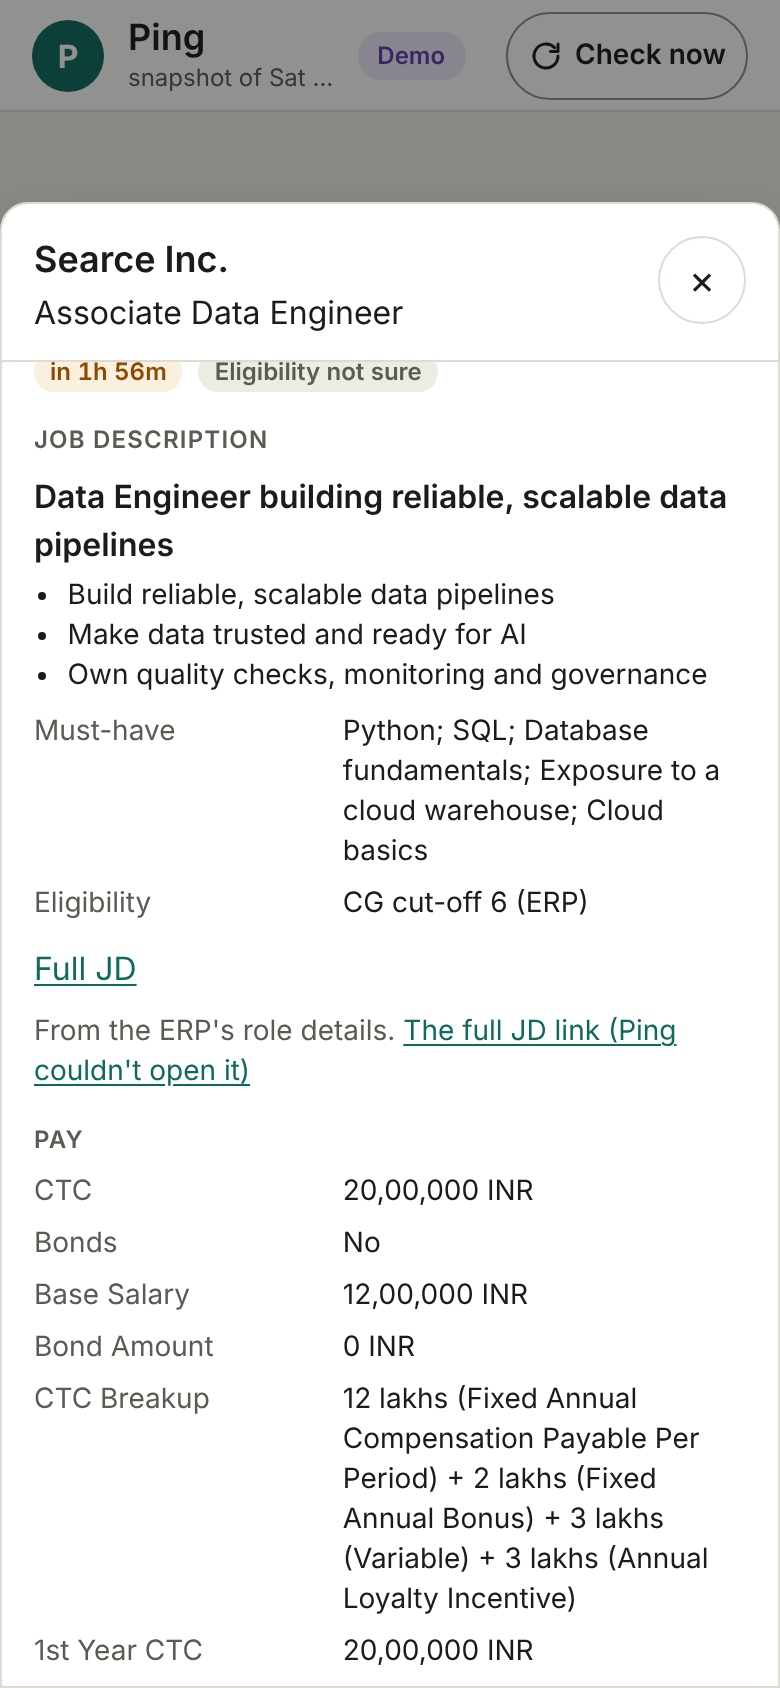 P
Ping
snapshot of Sat ...
Demo
Check now
Searce Inc.
Associate Data Engineer
in 1h 56m
Eligibility not sure
JOB DESCRIPTION
Data Engineer building reliable, scalable data
pipelines
• Build reliable, scalable data pipelines
• Make data trusted and ready for AI
• Own quality checks, monitoring and governance
Must-have
Python; SQL; Database
fundamentals; Exposure to a
cloud warehouse; Cloud
basics
Eligibility
CG cut-off 6 (ERP)
Full JD
From the ERP's role details. The full JD link (Ping
couldn't open it)
PAY
CTC
20,00,000 INR
Bonds
No
Base Salary
12,00,000 INR
Bond Amount
0 INR
CTC Breakup
12 lakhs (Fixed Annual
Compensation Payable Per
Period) + 2 lakhs (Fixed
Annual Bonus) + 3 lakhs
(Variable) + 3 lakhs (Annual
Loyalty Incentive)
1st Year CTC
20,00,000 INR